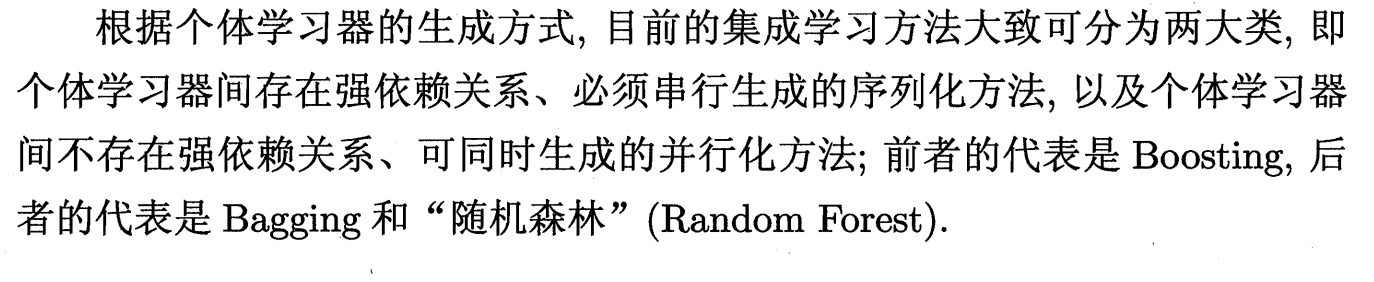 根据个体学习器的生成方式, 目前的集成学习方法大致可分为两大类, 即
个体学习器间存在强依赖关系、必须串行生成的序列化方法, 以及个体学习器
间不存在强依赖关系、可同时生成的并行化方法; 前者的代表是 Boosting, 后
者的代表是 Bagging 和“随机森林”(Random Forest).